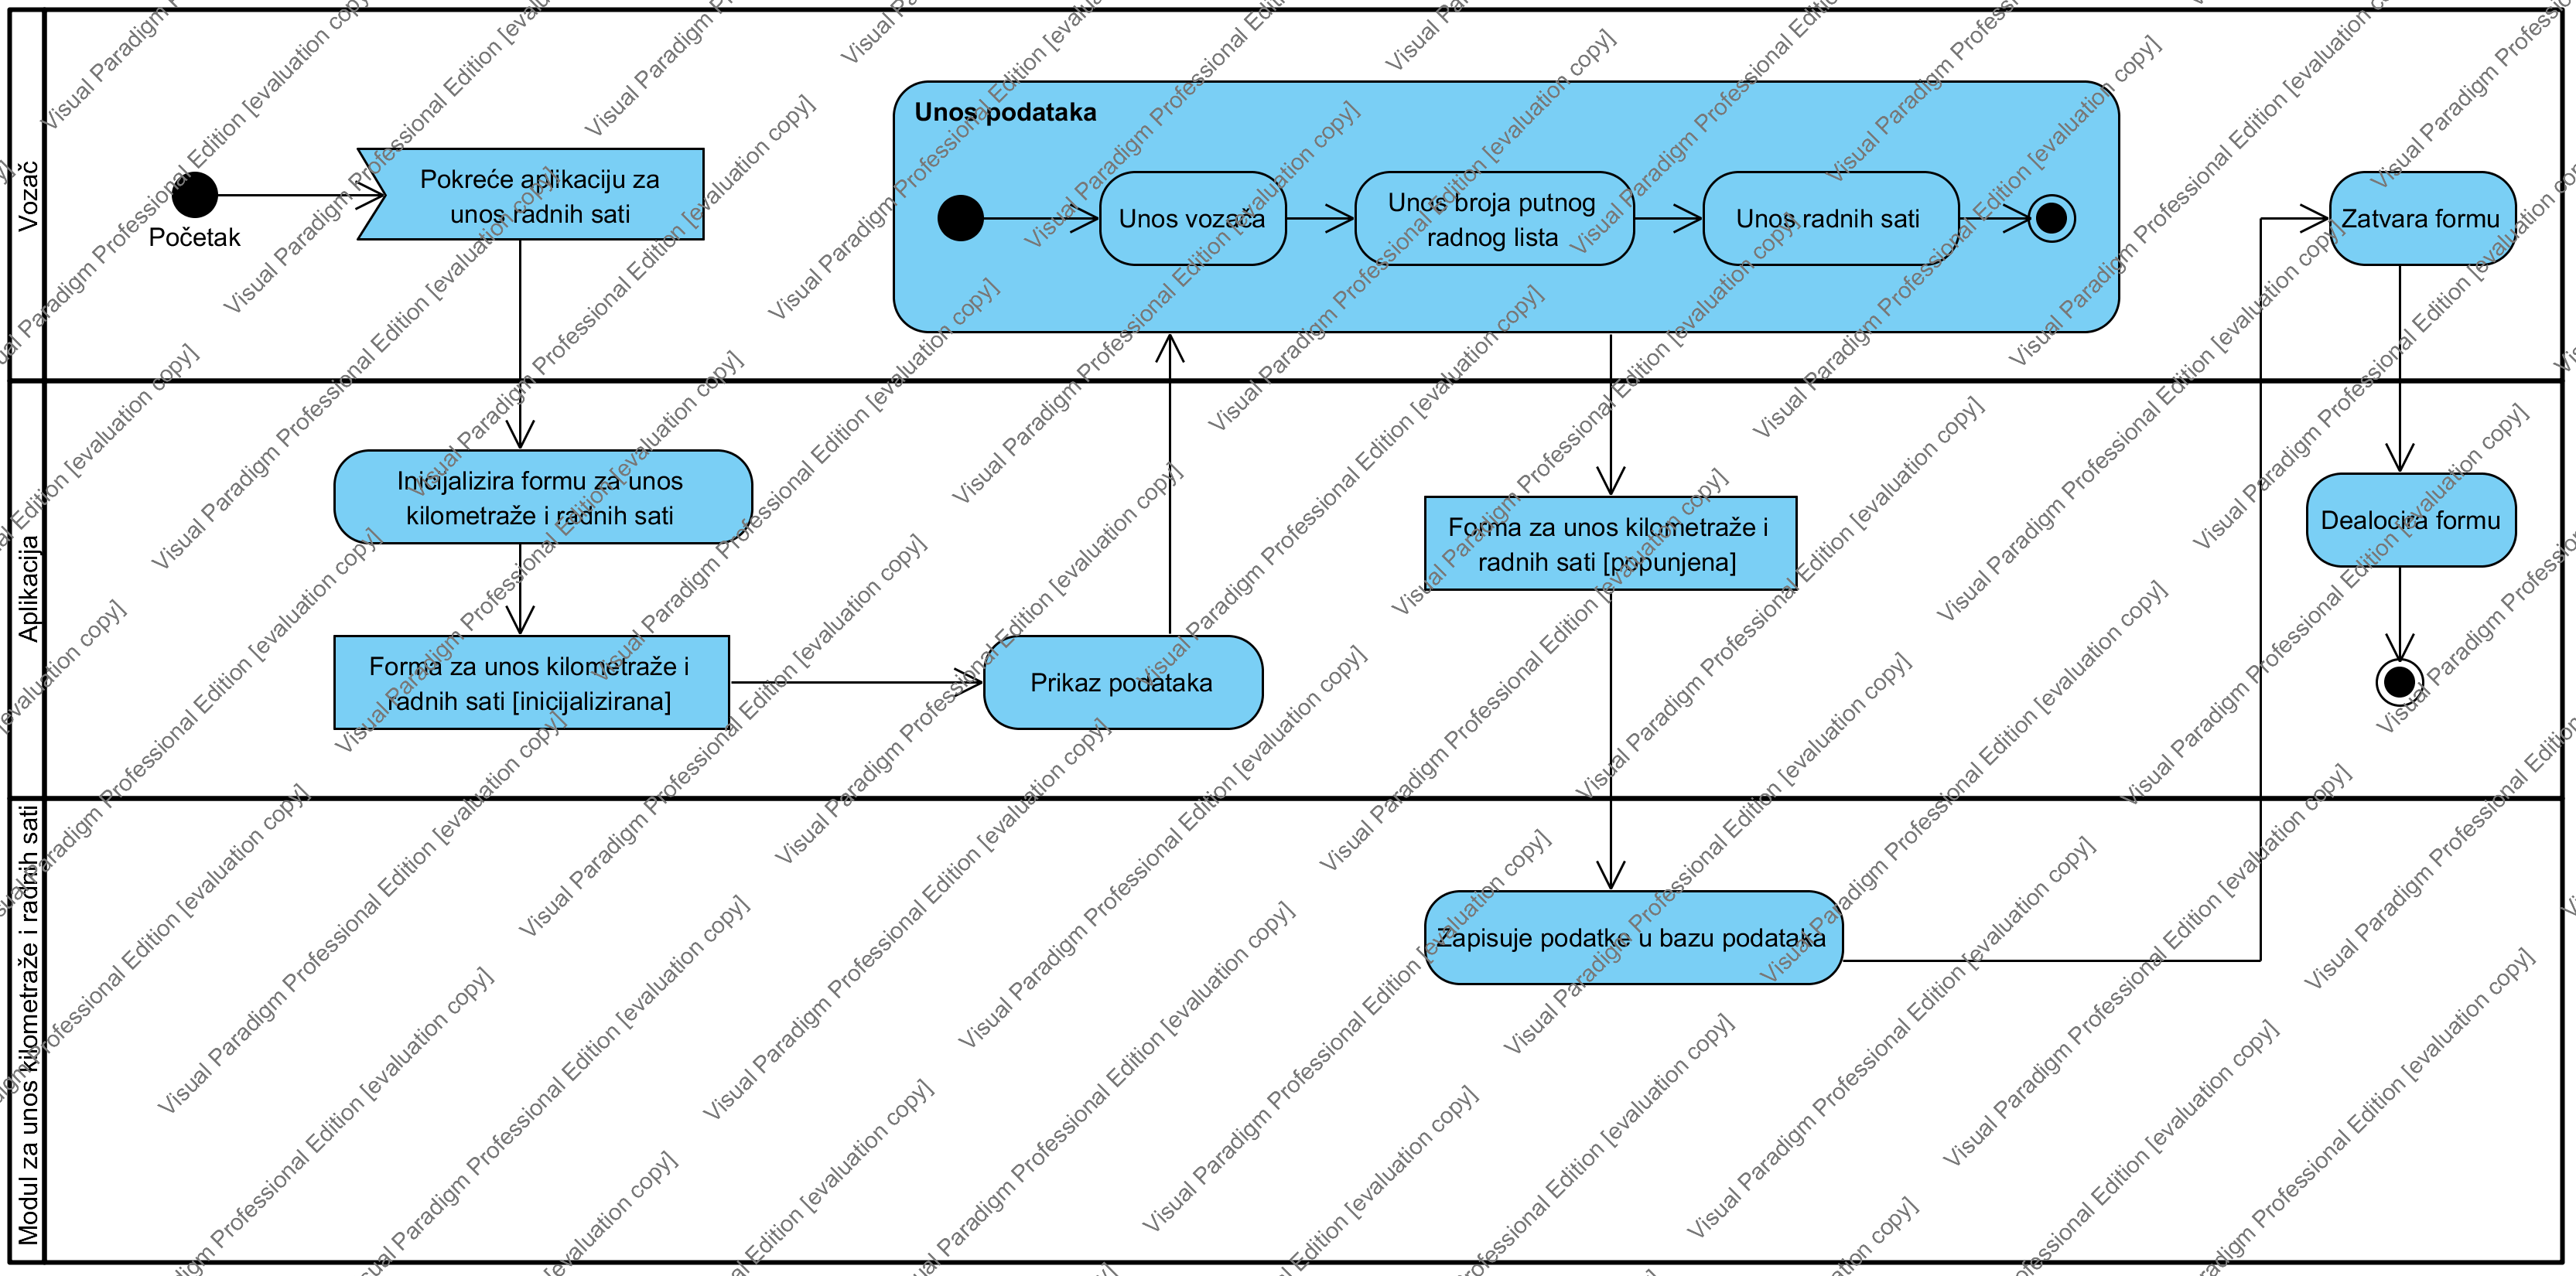 Vozač
Početak
Pokreće aplikaciju za
unos radnih sati
Unos podataka
Unos vozača
Unos broja putnog
radnog lista
Unos radnih sati
Zatvara formu
Aplikacija
Inicijalizira formu za unos
kilometraže i radnih sati
Forma za unos kilometraže i
radnih sati [inicijalizirana]
Prikaz podataka
Forma za unos kilometraže i
radnih sati [popunjena]
Dealocira formu
Modul za unos kilometraže i radnih sati
Zapisuje podatke u bazu podataka
Visual Paradigm Professional Edition [evaluation copy]